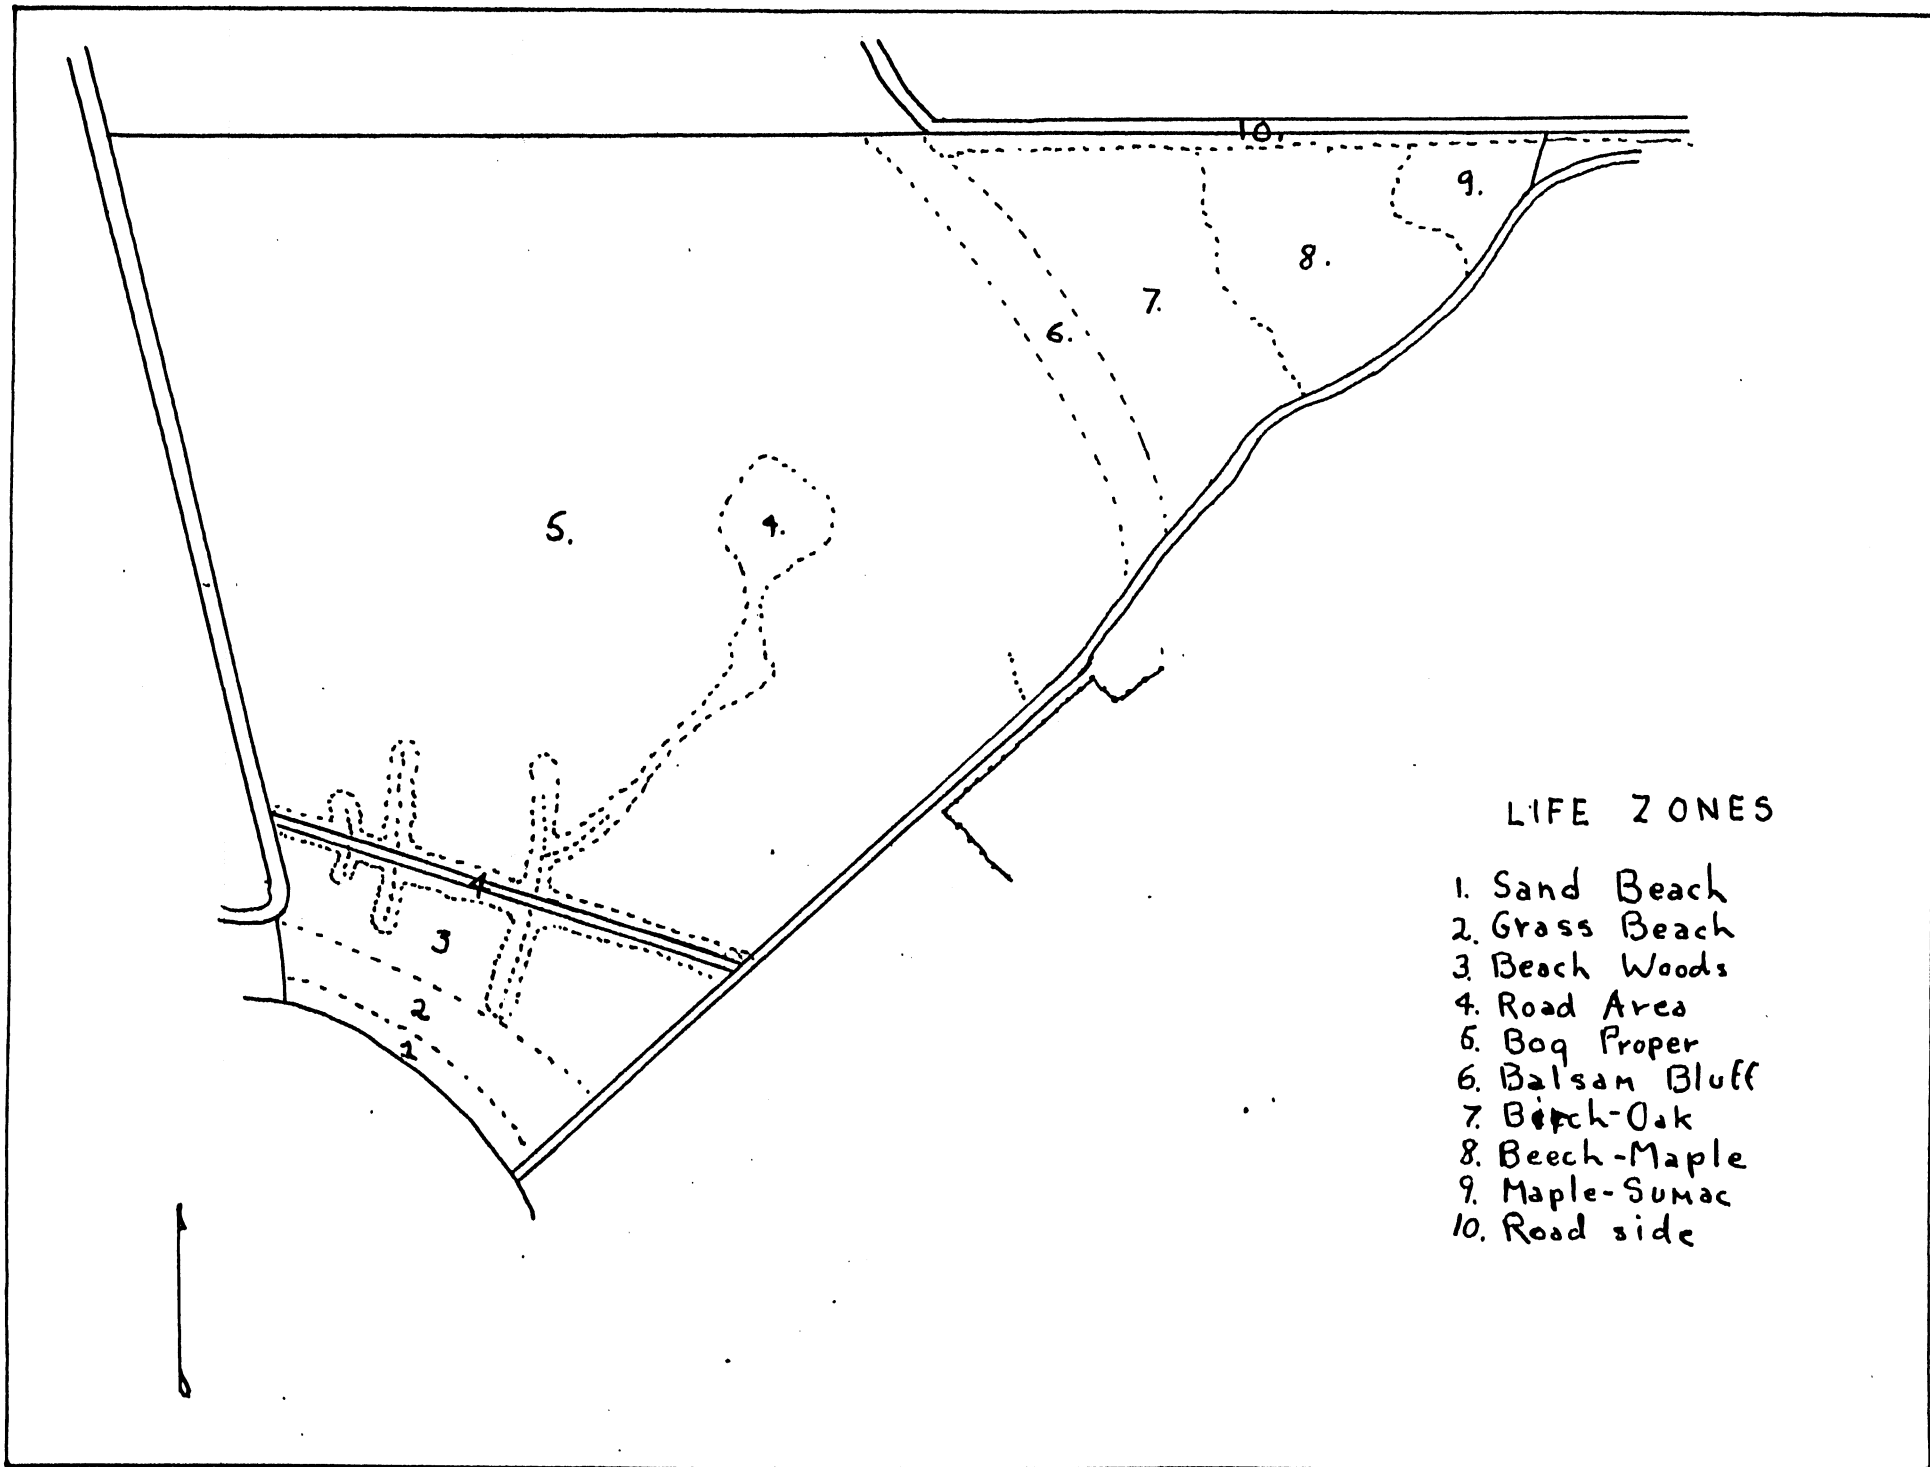 10.
9.
8.
7.
6.
5.
4.
4
3
2
1
LIFE ZONES
1. Sand Beach
2. Grass Beach
3. Beach Woods
4. Road Area
5. Bog Proper
6. Balsam Bluff
7. Birch-Oak
8. Beech-Maple
9. Maple-Sumac
10. Road side